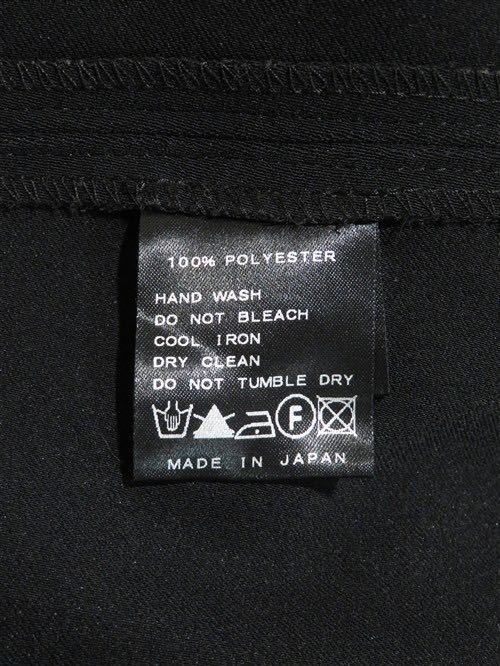 100% POLYESTER
HAND WASH
DO NOT BLEACH
COOL IRON
DRY CLEAN
DO NOT TUMBLE DRY
F
MADE IN JAPAN